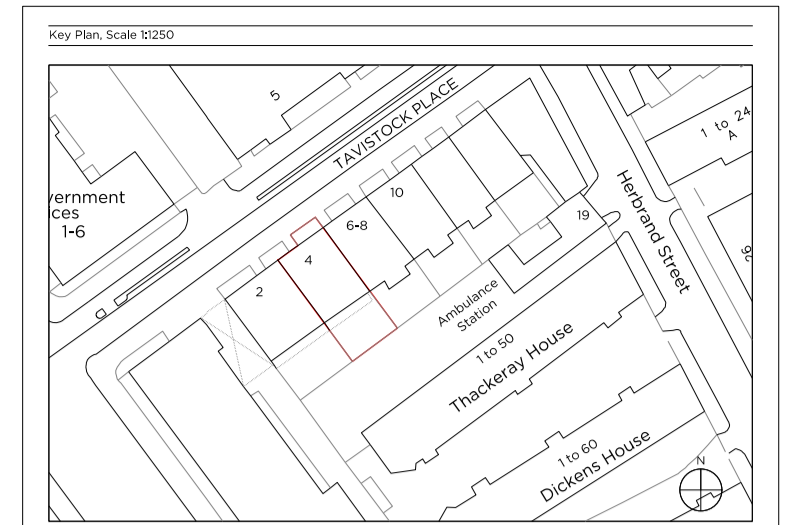 Key Plan, Scale 1:1250
5
TAVISTOCK PLACE
1 to 24
A
Herbrand Street
vernment
ces
1-6
10
6-8
19
4
2
26
Ambulance
Station
1 to 50
Thackeray House
1 to 60
Dickens House
N